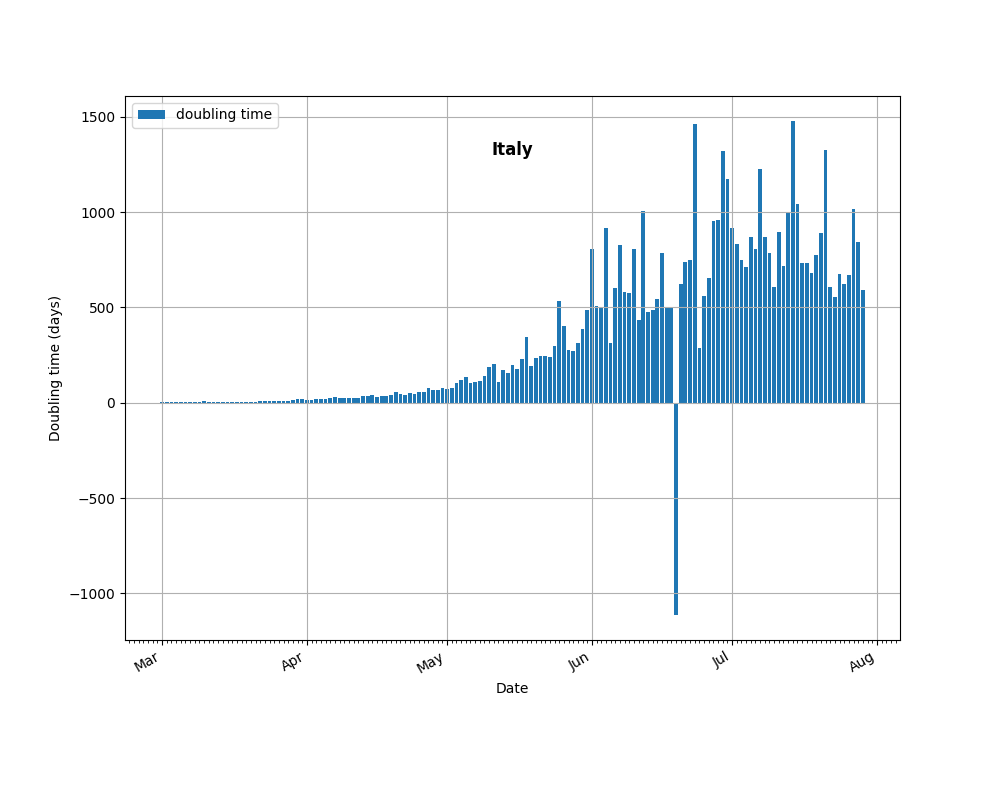 doubling time
Italy
1500
1000
500
0
−500
−1000
Doubling time (days)
Mar
Apr
May
Jun
Jul
Aug
Date